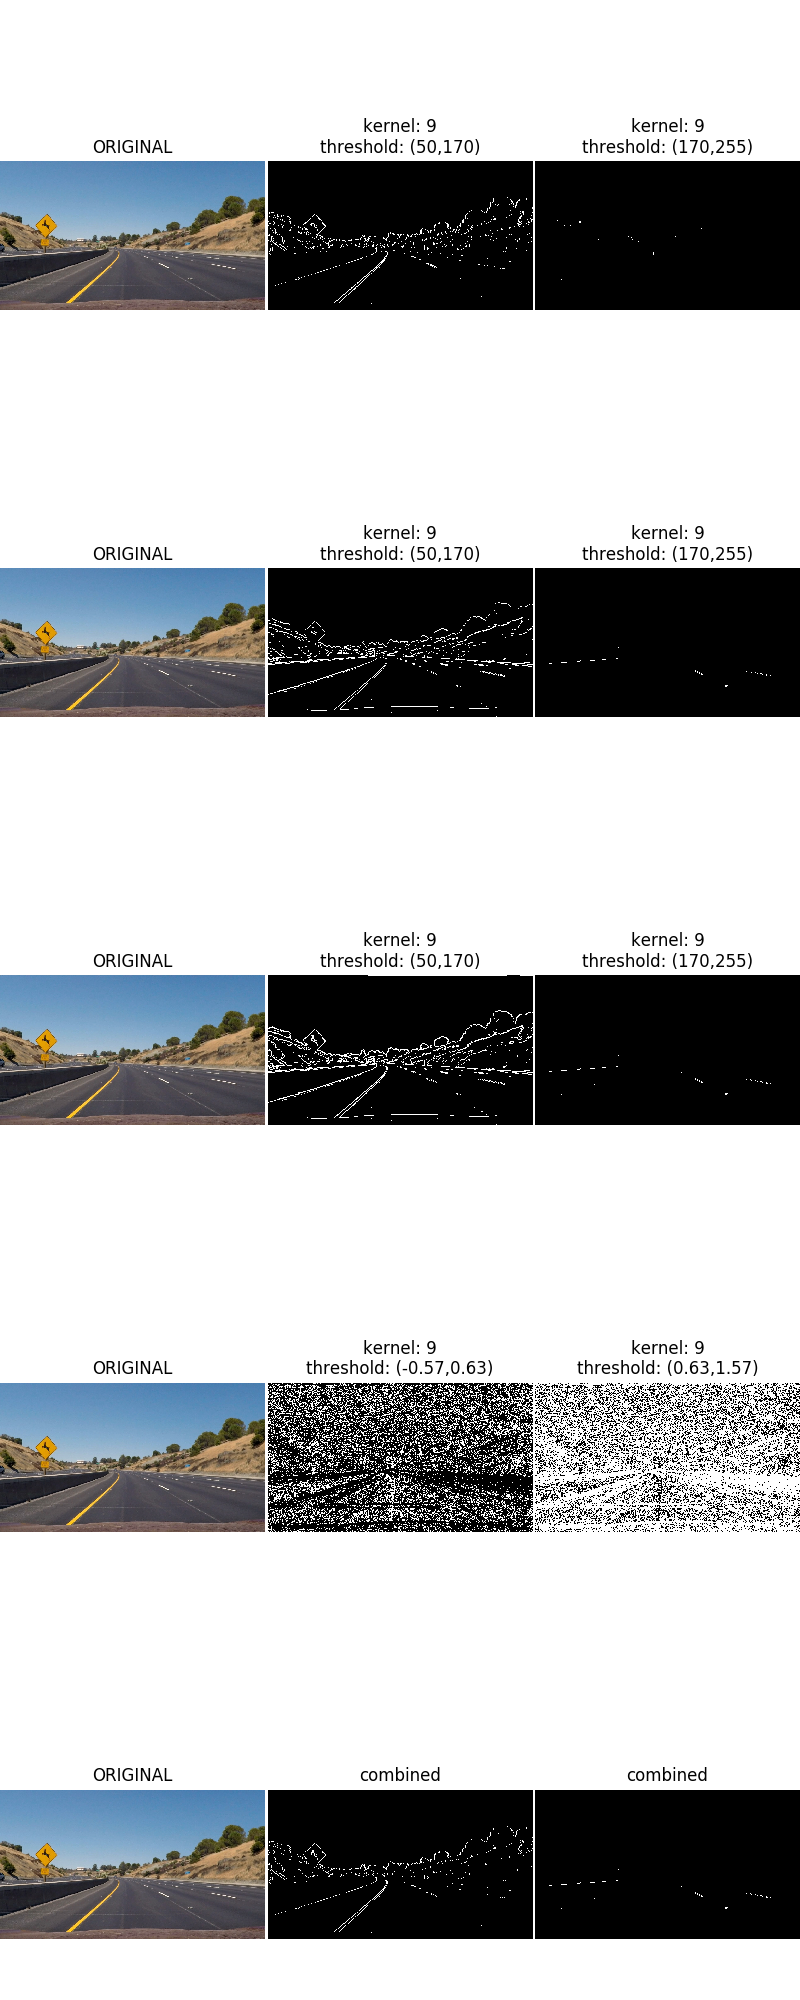 ORIGINAL
kernel: 9
threshold: (50,170)
kernel: 9
threshold: (170,255)
ORIGINAL
kernel: 9
threshold: (50,170)
kernel: 9
threshold: (170,255)
ORIGINAL
kernel: 9
threshold: (50,170)
kernel: 9
threshold: (170,255)
ORIGINAL
kernel: 9
threshold: (-0.57,0.63)
kernel: 9
threshold: (0.63,1.57)
ORIGINAL
combined
combined